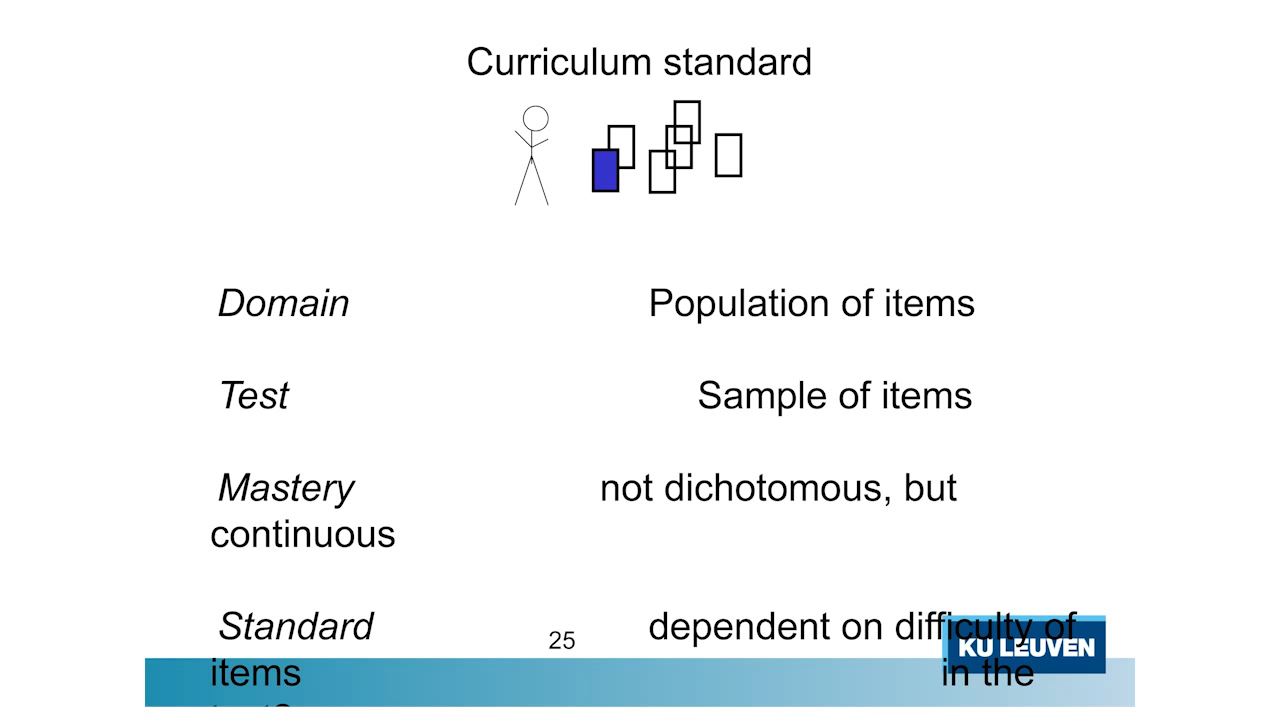 Curriculum standard
Domain Population of items
Test Sample of items
Mastery not dichotomous, but
continuous
Standard dependent on difficulty of
25
KU LEUVEN
items in the